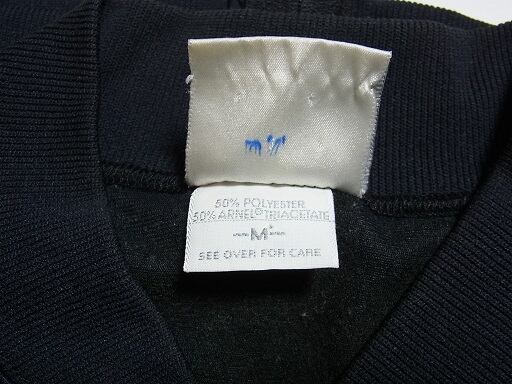 50% POLYESTER
50% ARNEL® TRIACETATE
--M--
SEE OVER FOR CARE